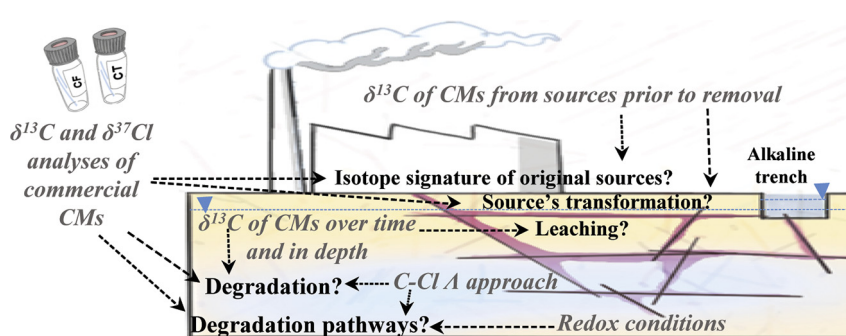 CF
CT
δ¹³C of CMs from sources prior to removal
δ¹³C and δ³⁷Cl
analyses of
commercial
CMs
Alkaline
trench
Isotope signature of original sources?
Source's transformation?
δ¹³C of CMs over time
and in depth
Leaching?
Degradation?
C-Cl Λ approach
Degradation pathways?
Redox conditions